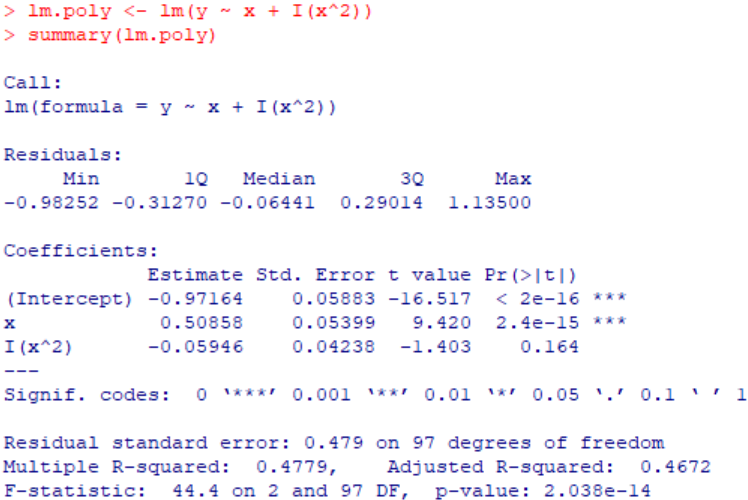 > lm.poly <- lm(y ~ x + I(x^2))
> summary(lm.poly)
Call:
lm(formula = y ~ x + I(x^2))
Residuals:
     Min       1Q   Median       3Q      Max
-0.98252 -0.31270 -0.06441  0.29014  1.13500
Coefficients:
            Estimate Std. Error t value Pr(>|t|)
(Intercept) -0.97164    0.05883 -16.517  < 2e-16 ***
x            0.50858    0.05399   9.420  2.4e-15 ***
I(x^2)      -0.05946    0.04238  -1.403    0.164
---
Signif. codes:  0 ‘***’ 0.001 ‘**’ 0.01 ‘*’ 0.05 ‘.’ 0.1 ‘ ’ 1
Residual standard error: 0.479 on 97 degrees of freedom
Multiple R-squared:  0.4779,    Adjusted R-squared:  0.4672
F-statistic:  44.4 on 2 and 97 DF,  p-value: 2.038e-14